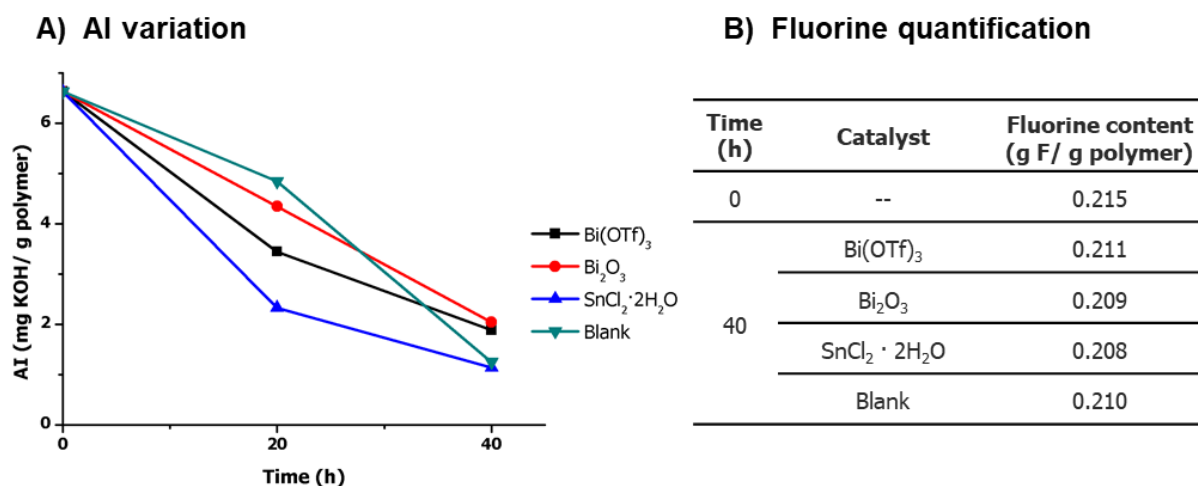 A) AI variation
6
4
2
0
0
20
40
AI (mg KOH/ g polymer)
Time (h)
Bi(OTf)₃
Bi₂O₃
SnCl₂·2H₂O
Blank
B) Fluorine quantification
Time (h) Catalyst Fluorine content (g F/ g polymer)
0 -- 0.215
40 Bi(OTf)₃ 0.211
Bi₂O₃ 0.209
SnCl₂ · 2H₂O 0.208
Blank 0.210